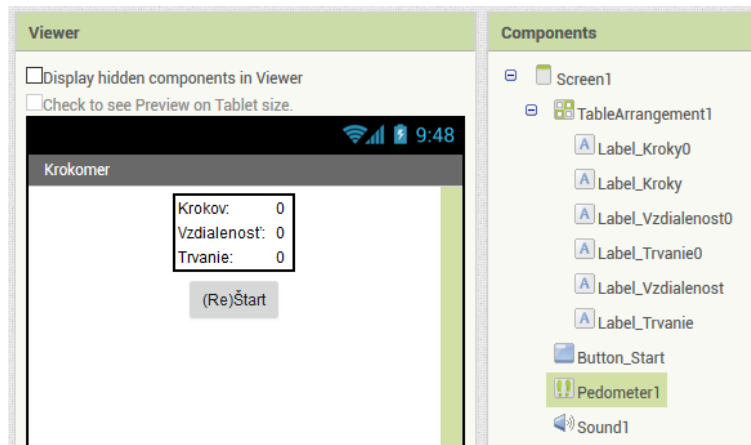 Viewer
Display hidden components in Viewer
Check to see Preview on Tablet size.
9:48
Krokomer
Krokov: 0
Vzdialenosť: 0
Trvanie: 0
(Re)Štart
Components
Screen1
TableArrangement1
A Label_Kroky0
A Label_Kroky
A Label_Vzdialenost0
A Label_Trvanie0
A Label_Vzdialenost
A Label_Trvanie
Button_Start
Pedometer1
Sound1